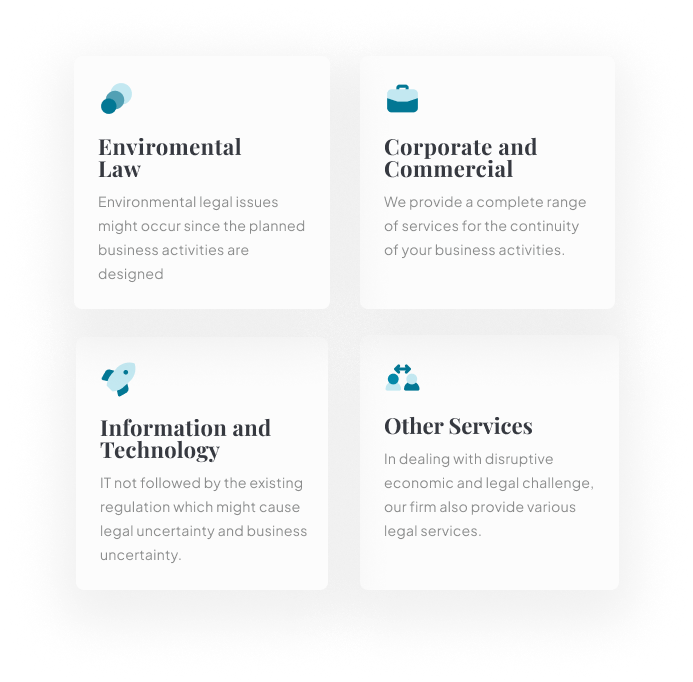 Enviromental
Law
Environmental legal issues
might occur since the planned
business activities are
designed
Corporate and
Commercial
We provide a complete range
of services for the continuity
of your business activities.
Information and
Technology
IT not followed by the existing
regulation which might cause
legal uncertainty and business
uncertainty.
Other Services
In dealing with disruptive
economic and legal challenge,
our firm also provide various
legal services.